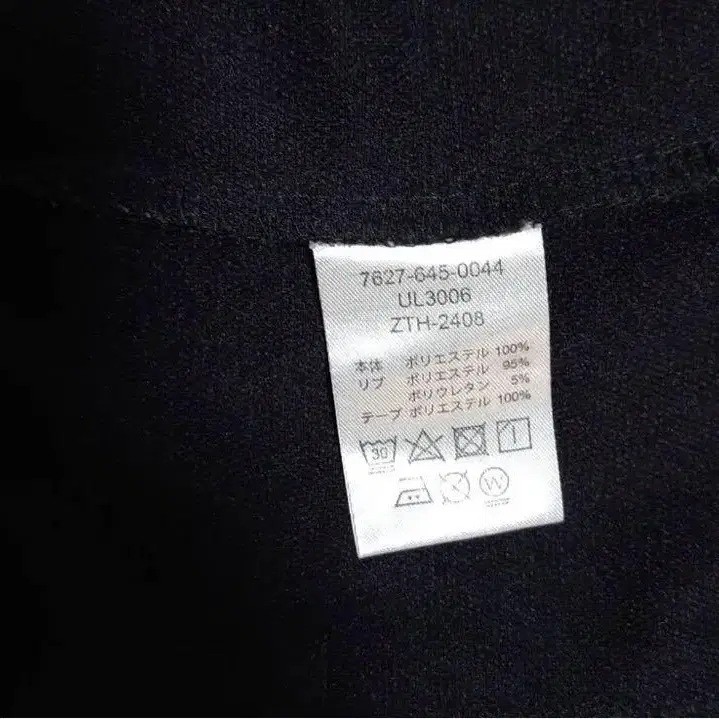 7627-645-0044
UL3006
ZTH-2408
本体 ポリエステル 100%
リブ ポリエステル 95%
ポリウレタン 5%
テープ ポリエステル 100%
30
W